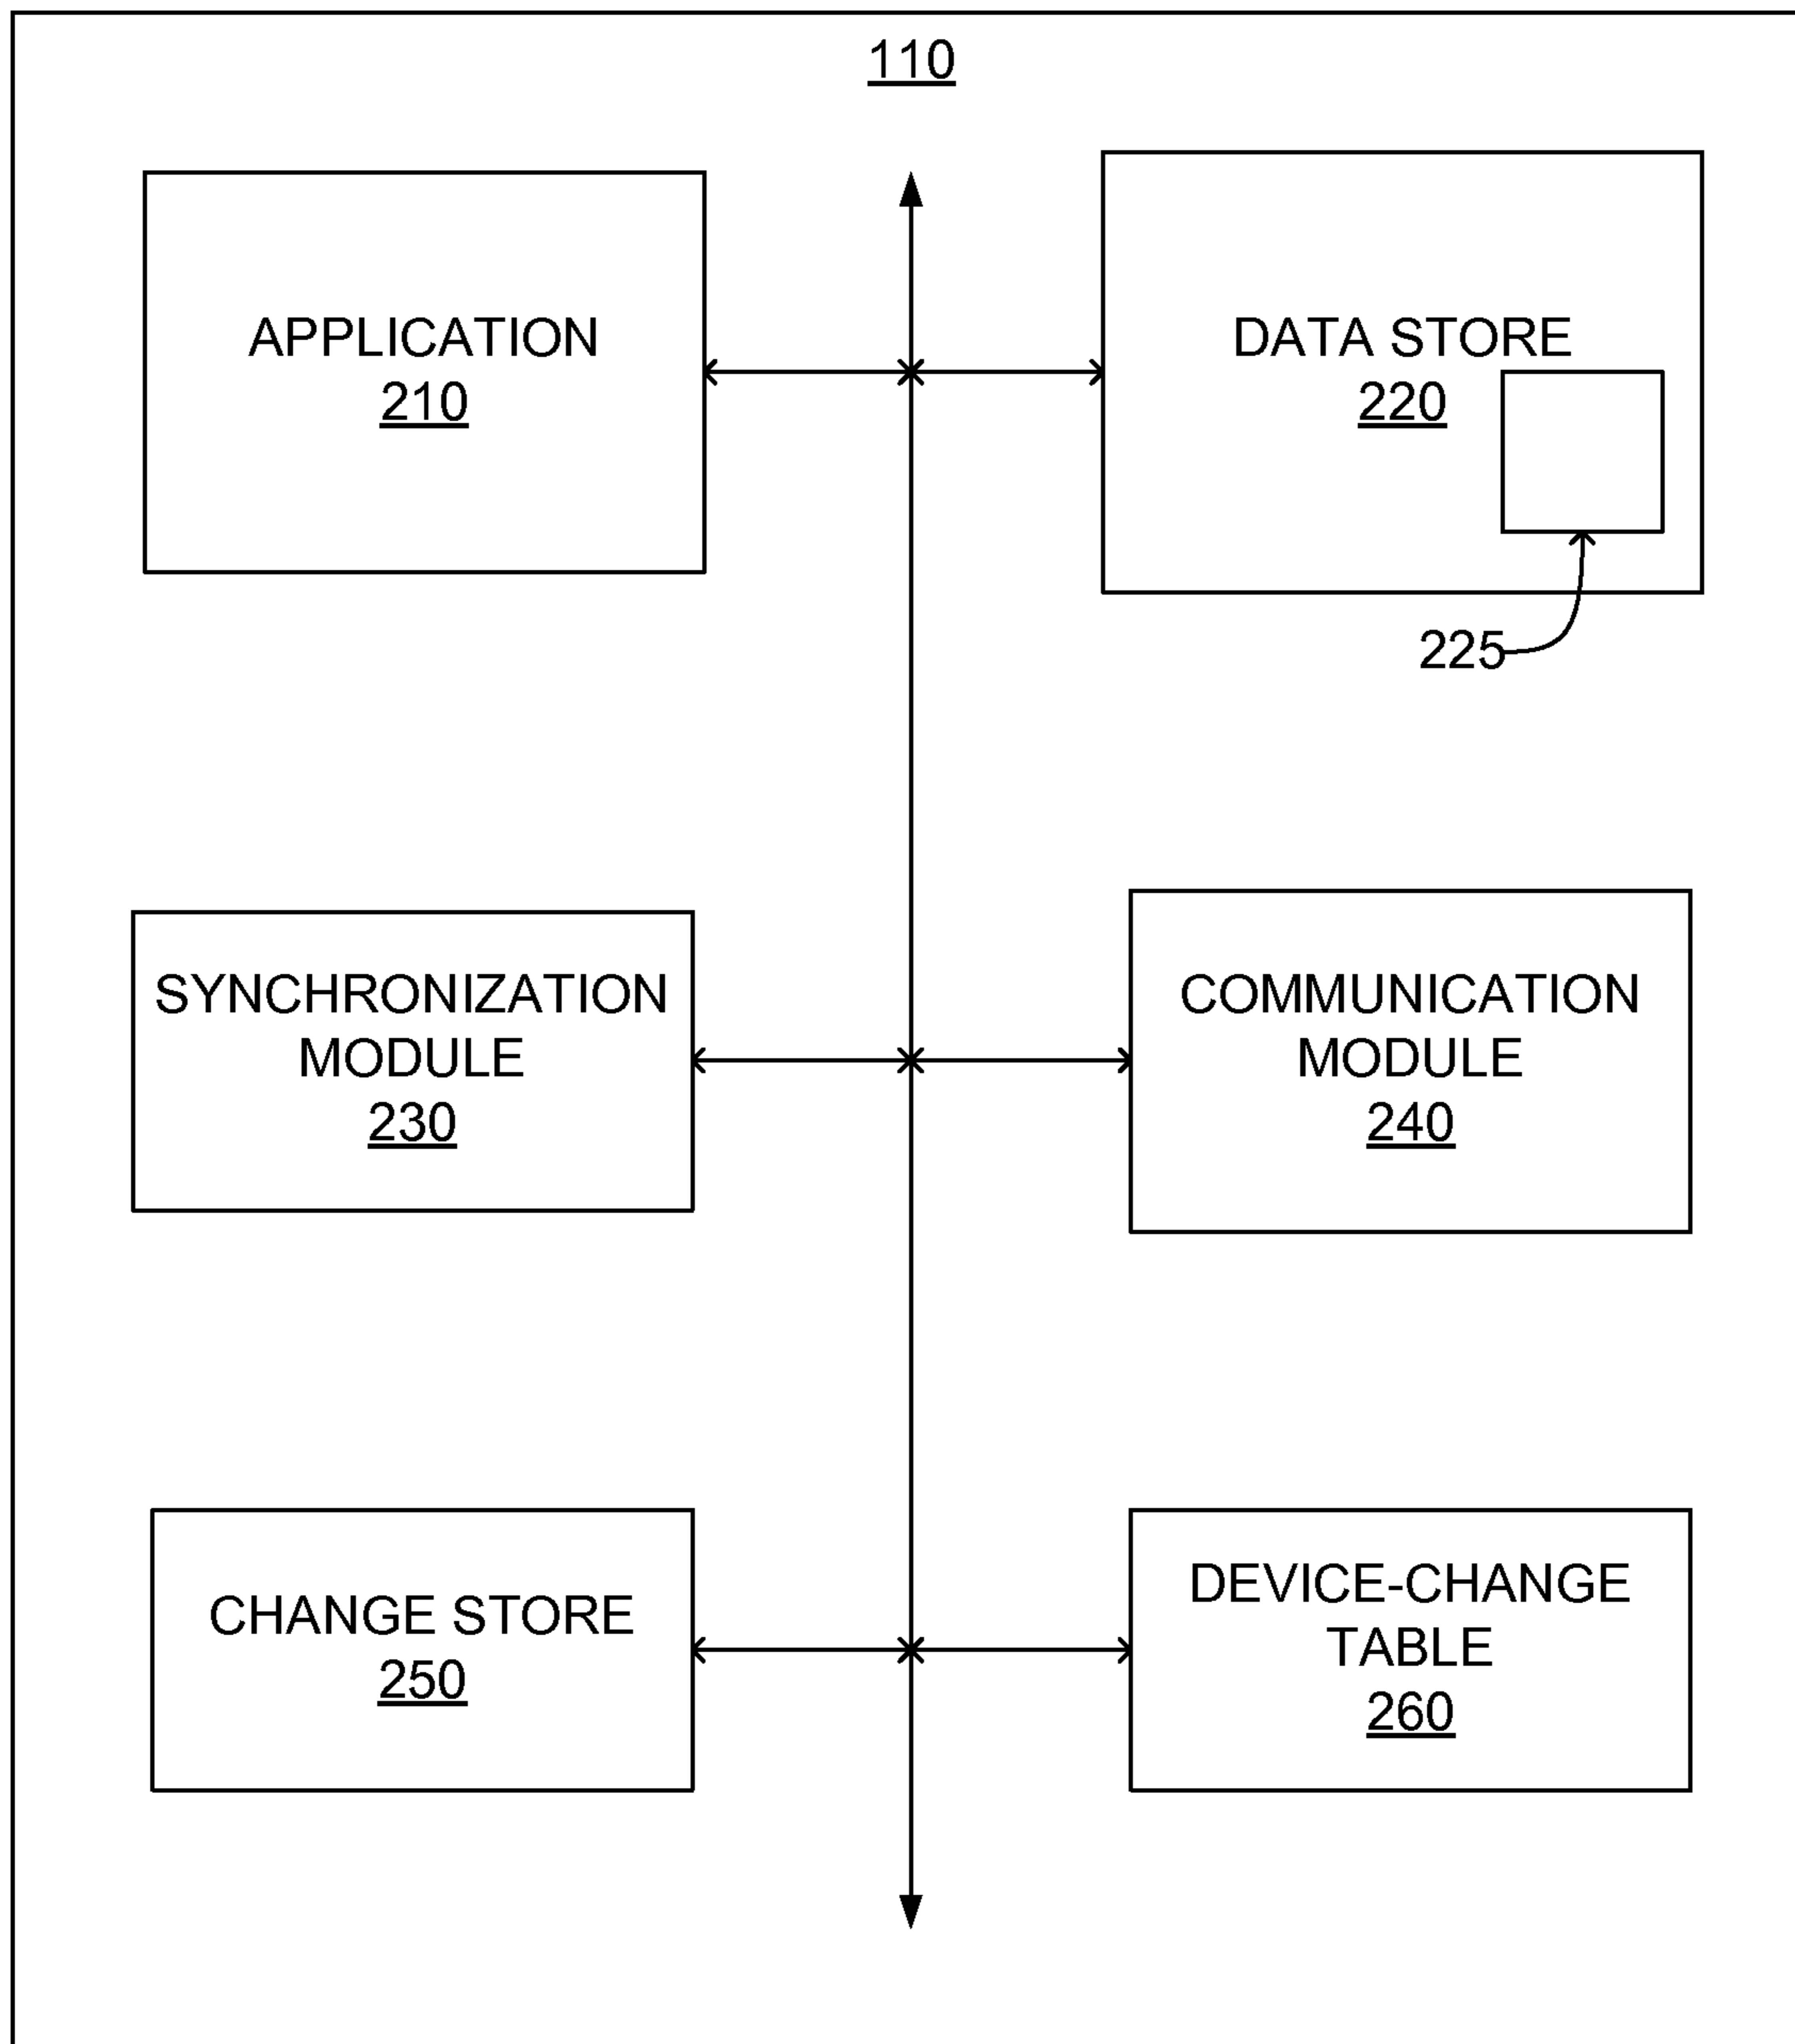 110
APPLICATION
210
DATA STORE
220
225
SYNCHRONIZATION
MODULE
230
COMMUNICATION
MODULE
240
CHANGE STORE
250
DEVICE-CHANGE
TABLE
260